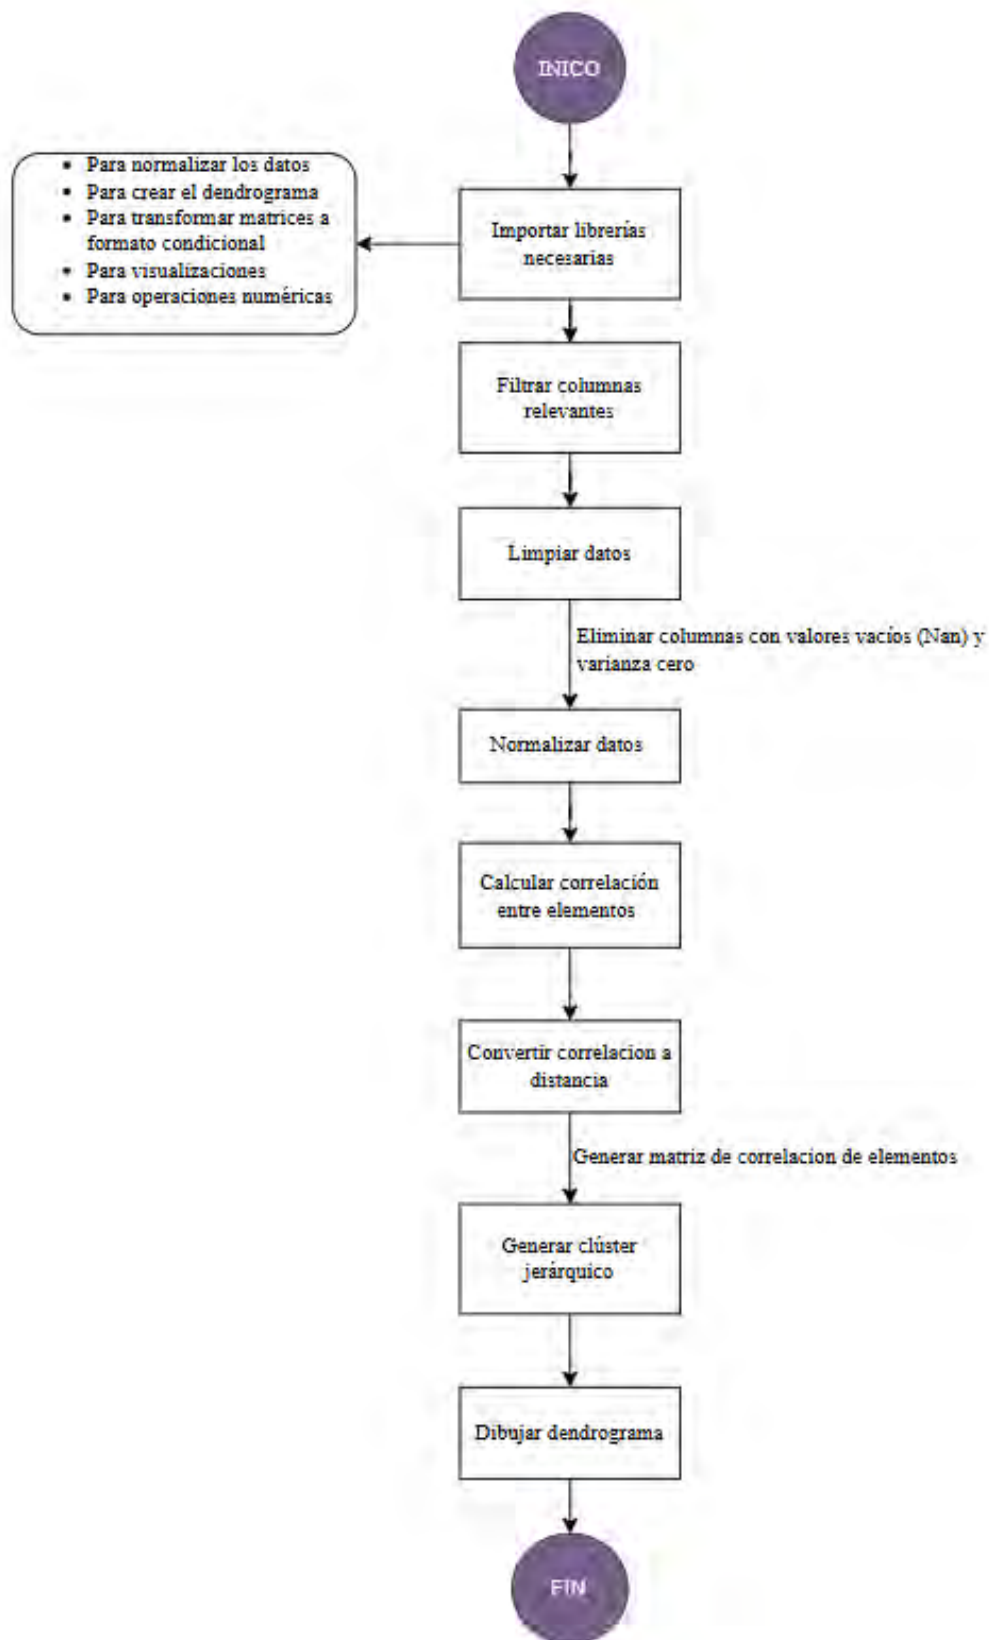 INICO
• Para normalizar los datos
• Para crear el dendrograma
• Para transformar matrices a
formato condicional
• Para visualizaciones
• Para operaciones numéricas
Importar librerías
necesarias
Filtrar columnas
relevantes
Limpiar datos
Eliminar columnas con valores vacíos (Nan) y
varianza cero
Normalizar datos
Calcular correlación
entre elementos
Convertir correlacion a
distancia
Generar matriz de correlacion de elementos
Generar clúster
jerárquico
Dibujar dendrograma
FIN